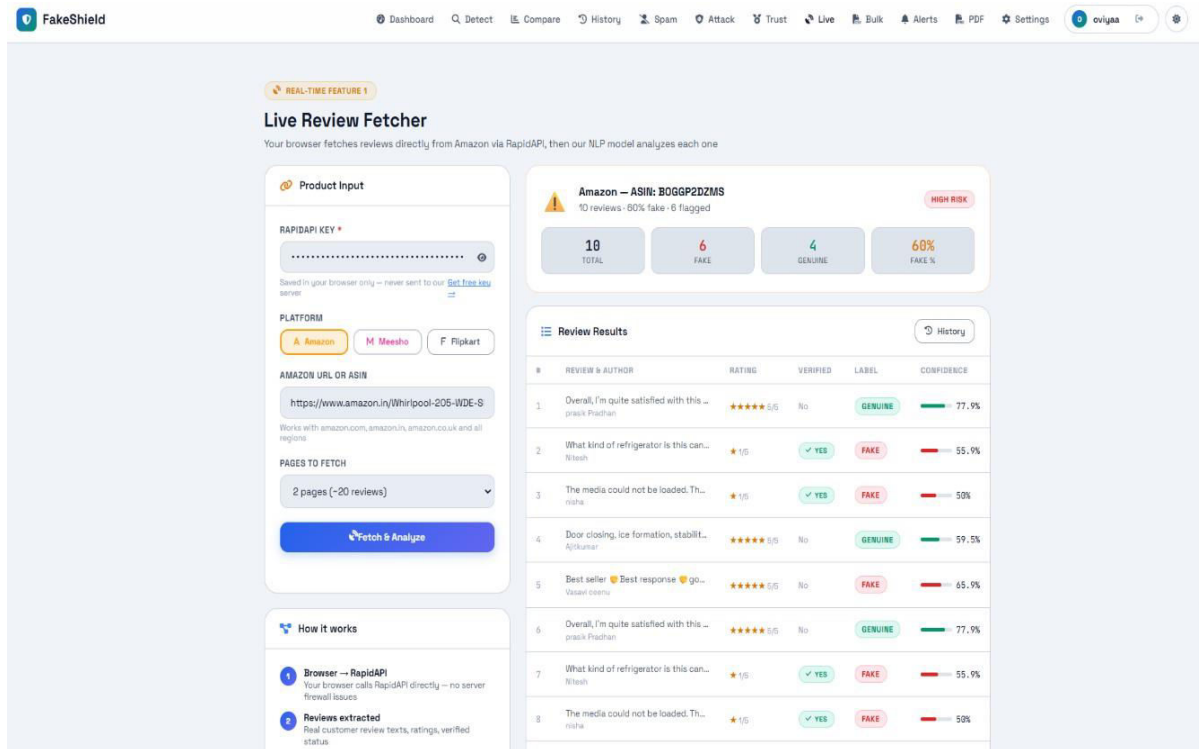 FakeShield
Dashboard Detect Compare History Spam Attack Trust Live Bulk Alerts PDF Settings O oviyaa
REAL-TIME FEATURE 1
Live Review Fetcher
Your browser fetches reviews directly from Amazon via RapidAPI, then our NLP model analyzes each one
Product Input
RAPIDAPI KEY *
••••••••••••••••••••••••••••••••••
Saved in your browser only — never sent to our server
Get free key →
PLATFORM
A Amazon M Meesho F Flipkart
AMAZON URL OR ASIN
https://www.amazon.in/Whirlpool-205-WDE-S
Works with amazon.com, amazon.in, amazon.co.uk and all
regions
PAGES TO FETCH
2 pages (~20 reviews)
Fetch & Analyze
How it works
1 Browser → RapidAPI
Your browser calls RapidAPI directly — no server
firewall issues
2 Reviews extracted
Real customer review texts, ratings, verified
status
Amazon — ASIN: B0GGP2DZMS
10 reviews · 60% fake · 6 flagged
HIGH RISK
10 6 4 60%
TOTAL FAKE GENUINE FAKE %
Review Results
History
# REVIEW & AUTHOR RATING VERIFIED LABEL CONFIDENCE
1 Overall, I'm quite satisfied with this ... ★★★★★ 5/5 No GENUINE 77.9%
prasik Pradhan
2 What kind of refrigerator is this can... ★ 1/5 ✓ YES FAKE 55.9%
Nitesh
3 The media could not be loaded. Th... ★ 1/5 ✓ YES FAKE 50%
nisha
4 Door closing, ice formation, stabilit... ★★★★★ 5/5 No GENUINE 59.5%
Ajitkumar
5 Best seller 💛 Best response 💛 go... ★★★★★ 5/5 No FAKE 65.9%
Vasavi
6 Overall, I'm quite satisfied with this ... ★★★★★ 5/5 No GENUINE 77.9%
prasik Pradhan
7 What kind of refrigerator is this can... ★ 1/5 ✓ YES FAKE 55.9%
Nitesh
8 The media could not be loaded. Th... ★ 1/5 ✓ YES FAKE 50%
nisha